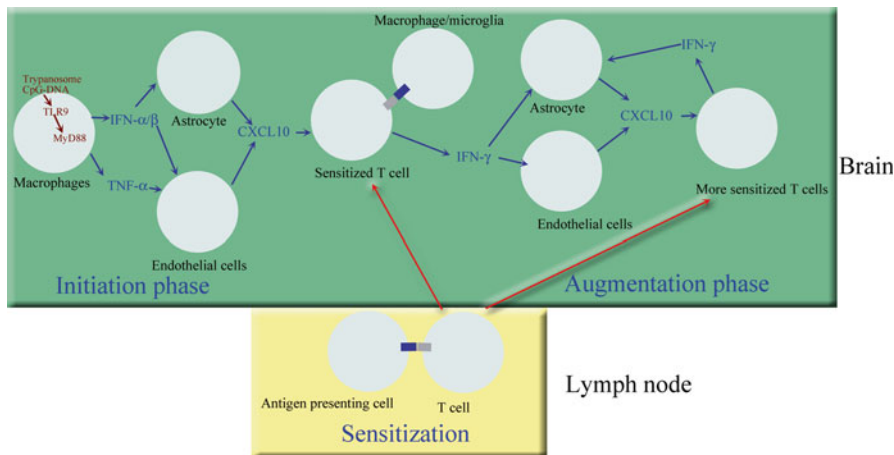 Trypanosome
CpG-DNA
TLR9
MyD88
Macrophages
IFN-α/β
TNF-α
Astrocyte
Endothelial cells
CXCL10
Initiation phase
Macrophage/microglia
Sensitized T cell
IFN-γ
Astrocyte
Endothelial cells
CXCL10
IFN-γ
More sensitized T cells
Augmentation phase
Brain
Antigen presenting cell
T cell
Sensitization
Lymph node